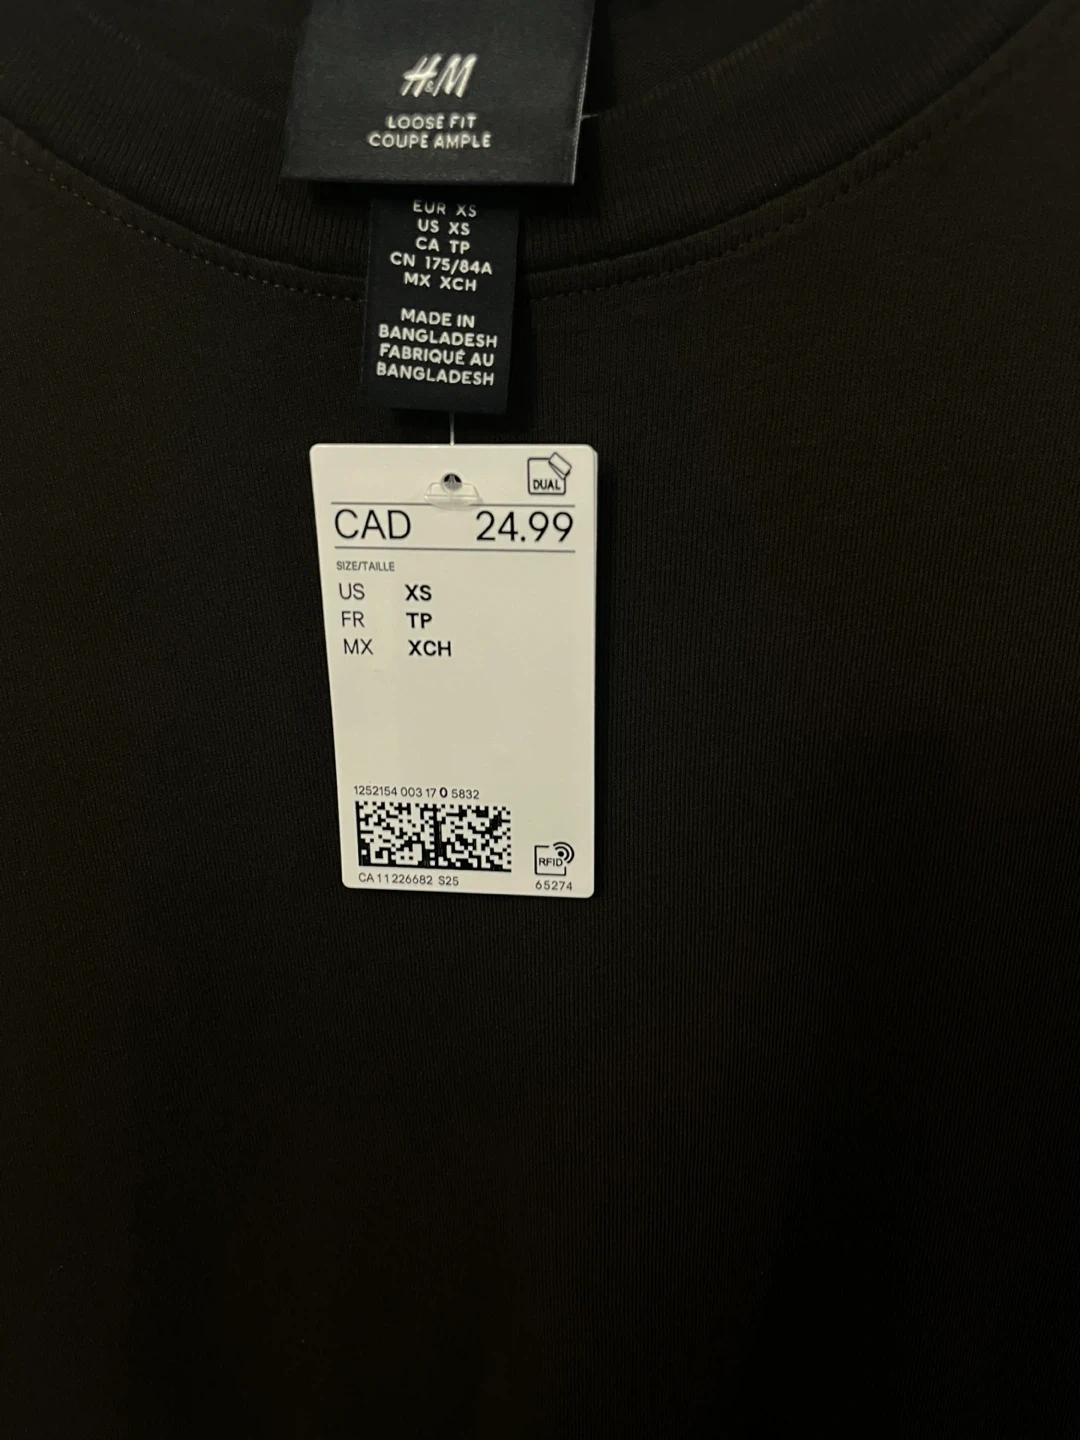 H&M
LOOSE FIT
COUPE AMPLE
EUR XS
US XS
CA TP
CN 175/84A
MX XCH
MADE IN
BANGLADESH
FABRIQUÉ AU
BANGLADESH
DUAL
CAD 24.99
SIZE/TAILLE
US XS
FR TP
MX XCH
1252154 003 17 0 5832
RFID
CA 11226682 S25
65274